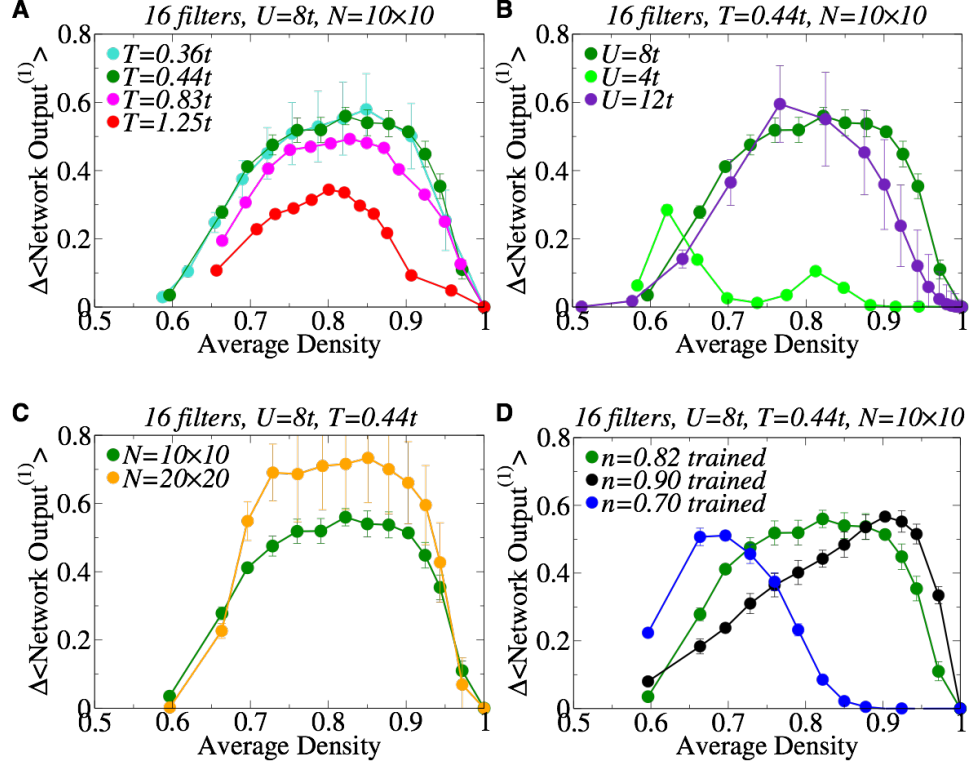 A
16 filters, U=8t, N=10×10
Δ<Network Output(1)>
0.8
0.6
0.4
0.2
0
T=0.36t
T=0.44t
T=0.83t
T=1.25t
0.5 0.6 0.7 0.8 0.9 1
Average Density
B
16 filters, T=0.44t, N=10×10
Δ<Network Output(1)>
0.8
0.6
0.4
0.2
0
U=8t
U=4t
U=12t
0.5 0.6 0.7 0.8 0.9 1
Average Density
C
16 filters, U=8t, T=0.44t
Δ<Network Output(1)>
0.8
0.6
0.4
0.2
0
N=10×10
N=20×20
0.5 0.6 0.7 0.8 0.9 1
Average Density
D
16 filters, U=8t, T=0.44t, N=10×10
Δ<Network Output(1)>
0.8
0.6
0.4
0.2
0
n=0.82 trained
n=0.90 trained
n=0.70 trained
0.5 0.6 0.7 0.8 0.9 1
Average Density